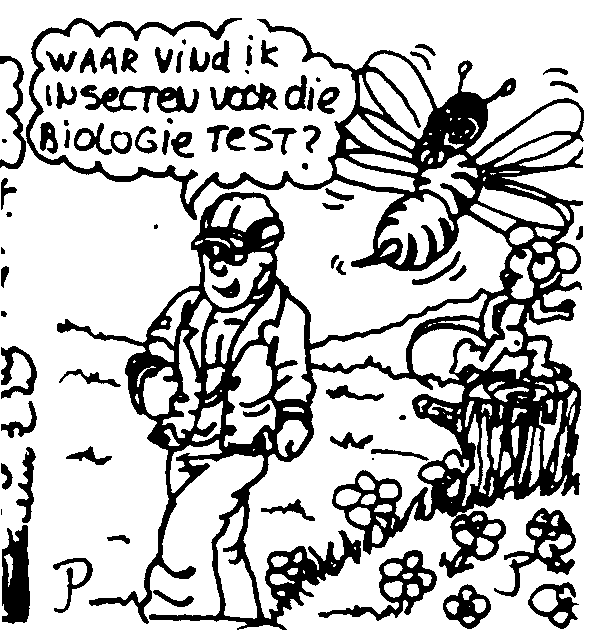 WAAR VIND IK
INSECTEN VOOR die
BIOLOGIE TEST?
P